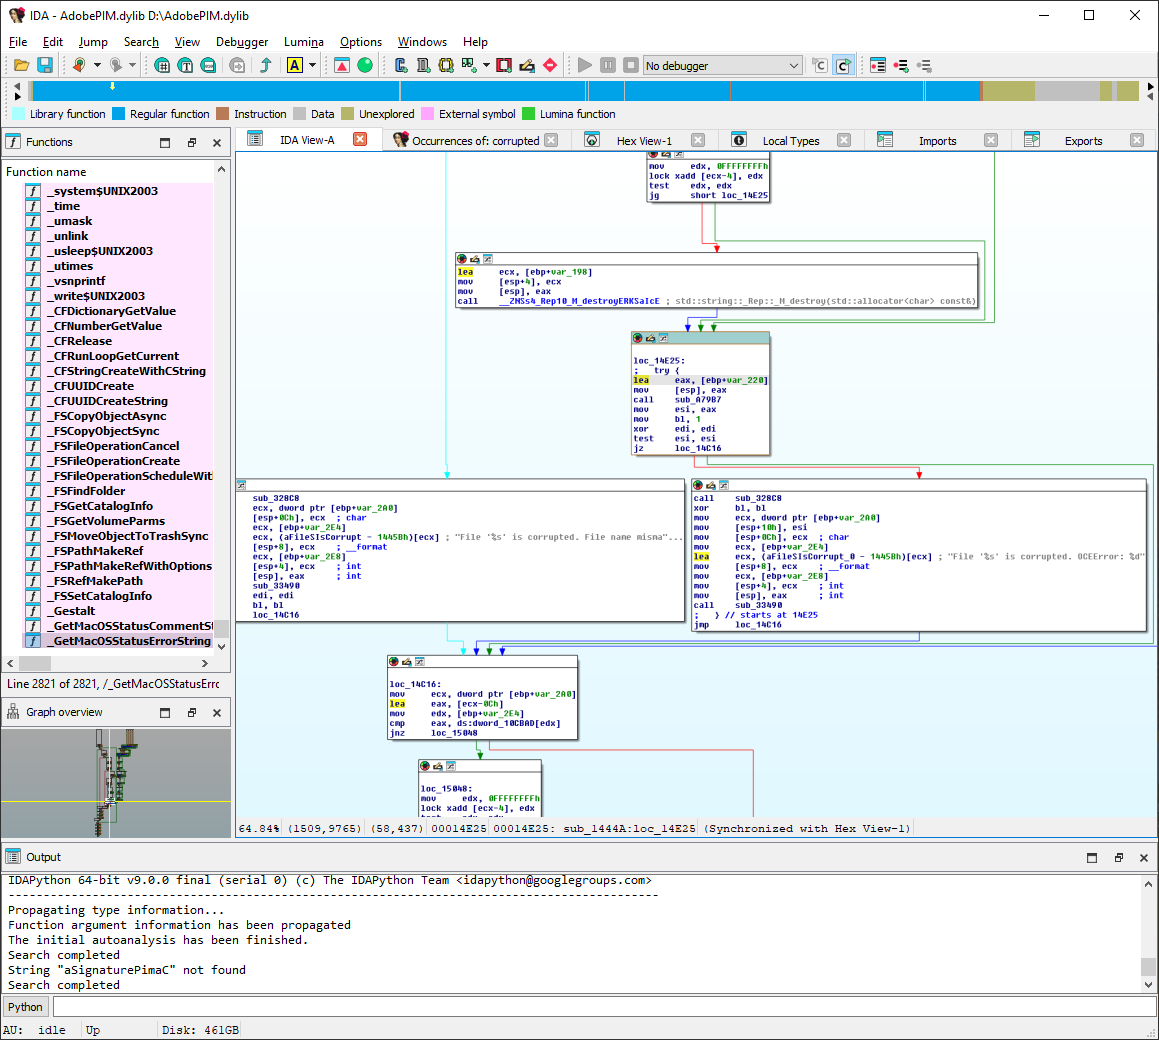 IDA - AdobePIM.dylib D:\AdobePIM.dylib
File Edit Jump Search View Debugger Lumina Options Windows Help
No debugger
Library function Regular function Instruction Data Unexplored External symbol Lumina function
Functions
Function name
_system$UNIX2003
_time
_umask
_unlink
_usleep$UNIX2003
_utimes
_vsnprintf
_write$UNIX2003
_CFDictionaryGetValue
_CFNumberGetValue
_CFRelease
_CFRunLoopGetCurrent
_CFStringCreateWithCString
_CFUUIDCreate
_CFUUIDCreateString
_FSCopyObjectAsync
_FSCopyObjectSync
_FSFileOperationCancel
_FSFileOperationCreate
_FSFileOperationScheduleWitl
_FSFindFolder
_FSGetCatalogInfo
_FSGetVolumeParms
_FSMoveObjectToTrashSync
_FSPathMakeRef
_FSPathMakeRefWithOptions
_FSRefMakePath
_FSSetCatalogInfo
_Gestalt
_GetMacOSStatusCommentSt
_GetMacOSStatusErrorString
Line 2821 of 2821, /_GetMacOSStatusErrc
Graph overview
IDA View-A
Occurrences of: corrupted
Hex View-1
Local Types
Imports
Exports
mov edx, 0FFFFFFFFh
lock xadd [ecx-4], edx
test edx, edx
jg short loc_14E25
lea ecx, [ebp+var_198]
mov [esp+4], ecx
mov [esp], eax
call __ZNSs4_Rep10_M_destroyERKSaIcE ; std::string::_Rep::_M_destroy(std::allocator<char> const&)
loc_14E25:
; try {
lea eax, [ebp+var_220]
mov [esp], eax
call sub_A79B7
mov esi, eax
mov bl, 1
xor edi, edi
test esi, esi
jz loc_14C16
sub_328C8
ecx, dword ptr [ebp+var_2A0]
[esp+0Ch], ecx ; char
ecx, [ebp+var_2E4]
ecx, (aFileSIsCorrupt - 1445Bh)[ecx] ; "File '%s' is corrupted. File name misma"...
[esp+8], ecx ; __format
ecx, [ebp+var_2E8]
[esp+4], ecx ; int
[esp], eax ; int
sub_33490
edi, edi
bl, bl
loc_14C16
call sub_328C8
xor bl, bl
mov ecx, dword ptr [ebp+var_2A0]
mov [esp+10h], esi
mov [esp+0Ch], ecx ; char
mov ecx, [ebp+var_2E4]
lea ecx, (aFileSIsCorrupt_0 - 1445Bh)[ecx] ; "File '%s' is corrupted. OCEError: %d"
mov [esp+8], ecx ; __format
mov ecx, [ebp+var_2E8]
mov [esp+4], ecx ; int
mov [esp], eax ; int
call sub_33490
; } // starts at 14E25
jmp loc_14C16
loc_14C16:
mov ecx, dword ptr [ebp+var_2A0]
lea eax, [ecx-0Ch]
mov edx, [ebp+var_2E4]
cmp eax, ds:dword_10CBAD[edx]
jnz loc_15048
loc_15048:
mov edx, 0FFFFFFFFh
lock xadd [ecx-4], edx
64.84% (1509,9765) (58,437) 00014E25 00014E25: sub_1444A:loc_14E25 (Synchronized with Hex View-1)
Output
IDAPython 64-bit v9.0.0 final (serial 0) (c) The IDAPython Team <idapython@googlegroups.com>
Propagating type information...
Function argument information has been propagated
The initial autoanalysis has been finished.
Search completed
String "aSignaturePimaC" not found
Search completed
Python
AU: idle Up Disk: 461GB